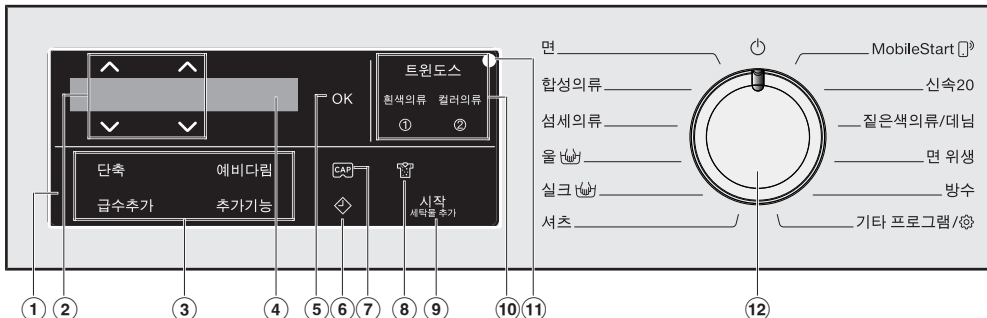 트윈도스
OK
흰색의류 컬러의류
① ②
단축 예비다림
CAP
급수추가 추가기능
시작
세탁물 추가
면
합성의류
섬세의류
울
실크
셔츠
MobileStart
신속20
짙은색의류/데님
면 위생
방수
기타 프로그램/
① ② ③ ④ ⑤ ⑥ ⑦ ⑧ ⑨ ⑩ ⑪ ⑫